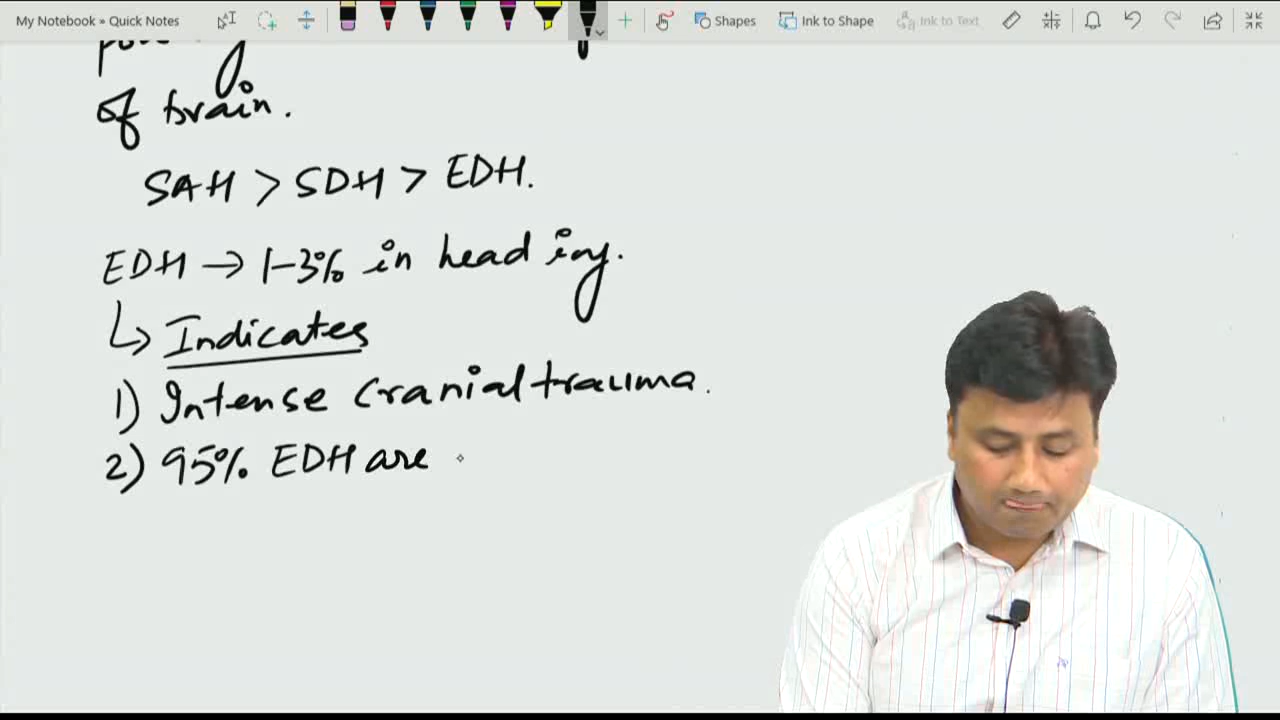 My Notebook » Quick Notes
Shapes
Ink to Shape
Ink to Text
of brain.
SAH > SDH > EDH.
EDH → 1-3% in head inj.
↳ Indicates
1) Intense cranial trauma.
2) 95% EDH are